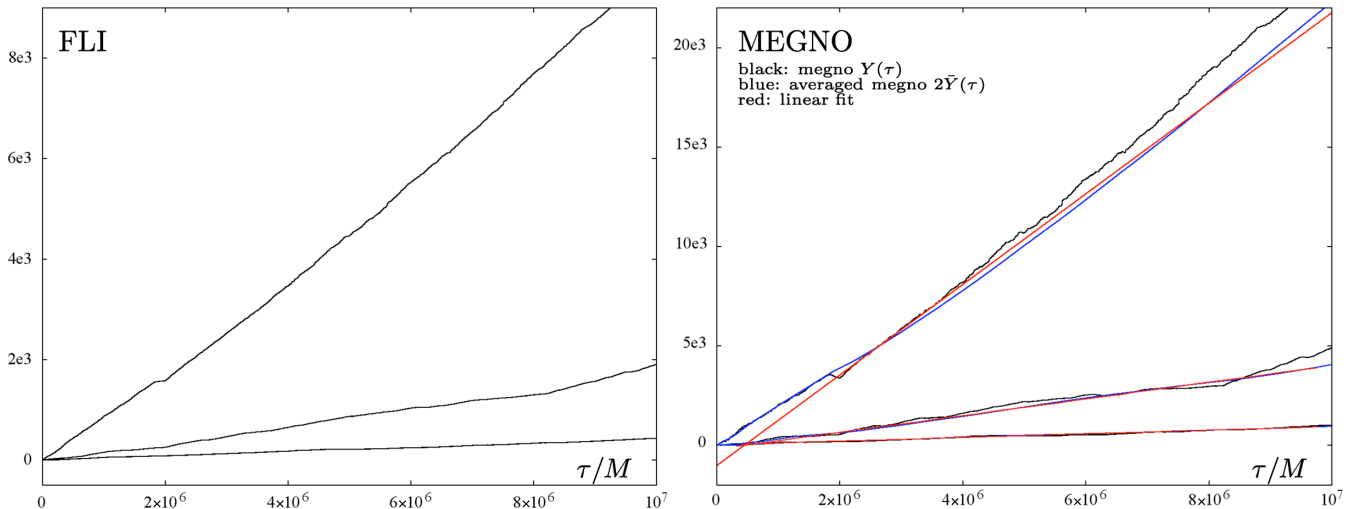 FLI
8e3
6e3
4e3
2e3
0
τ/M
0 2×10⁶ 4×10⁶ 6×10⁶ 8×10⁶ 10⁷
MEGNO
black: megno Y(τ)
blue: averaged megno 2Ȳ(τ)
red: linear fit
20e3
15e3
10e3
5e3
0
τ/M
0 2×10⁶ 4×10⁶ 6×10⁶ 8×10⁶ 10⁷